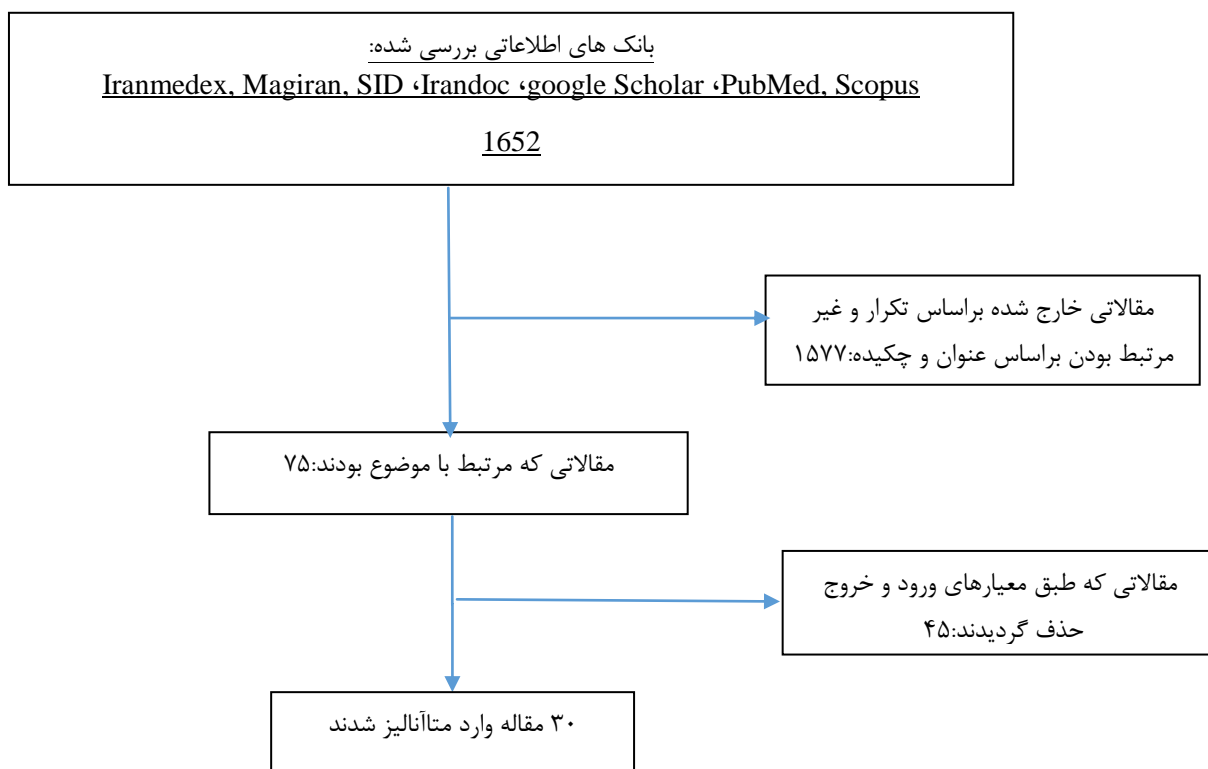 بانک های اطلاعاتی بررسی شده:
Iranmedex, Magiran, SID ،Irandoc ،google Scholar ،PubMed, Scopus
1652
مقالاتی خارج شده براساس تکرار و غیر
مرتبط بودن براساس عنوان و چکیده:۱۵۷۷
مقالاتی که مرتبط با موضوع بودند:۷۵
مقالاتی که طبق معیارهای ورود و خروج
حذف گردیدند:۴۵
۳۰ مقاله وارد متاآنالیز شدند